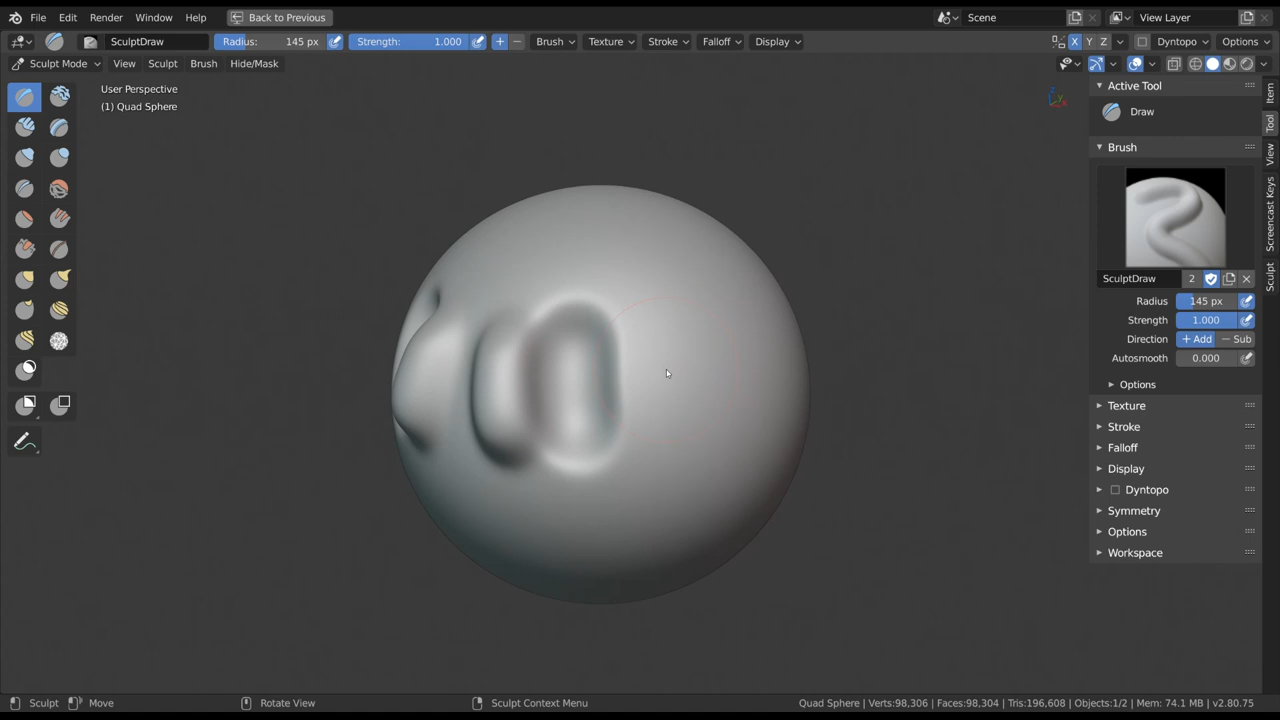 File Edit Render Window Help Back to Previous Scene View Layer
SculptDraw Radius: 145 px Strength: 1.000 Brush Texture Stroke Falloff Display X Y Z Dyntopo Options
Sculpt Mode View Sculpt Brush Hide/Mask
User Perspective
(1) Quad Sphere
Z
Y
X
Active Tool
Draw
Brush
SculptDraw 2
Radius 145 px
Strength 1.000
Direction + Add − Sub
Autosmooth 0.000
Options
Texture
Stroke
Falloff
Display
Dyntopo
Symmetry
Options
Workspace
Item
Tool
View
Screencast Keys
Sculpt
Sculpt Move Rotate View Sculpt Context Menu Quad Sphere | Verts:98,306 | Faces:98,304 | Tris:196,608 | Objects:1/2 | Mem: 74.1 MB | v2.80.75